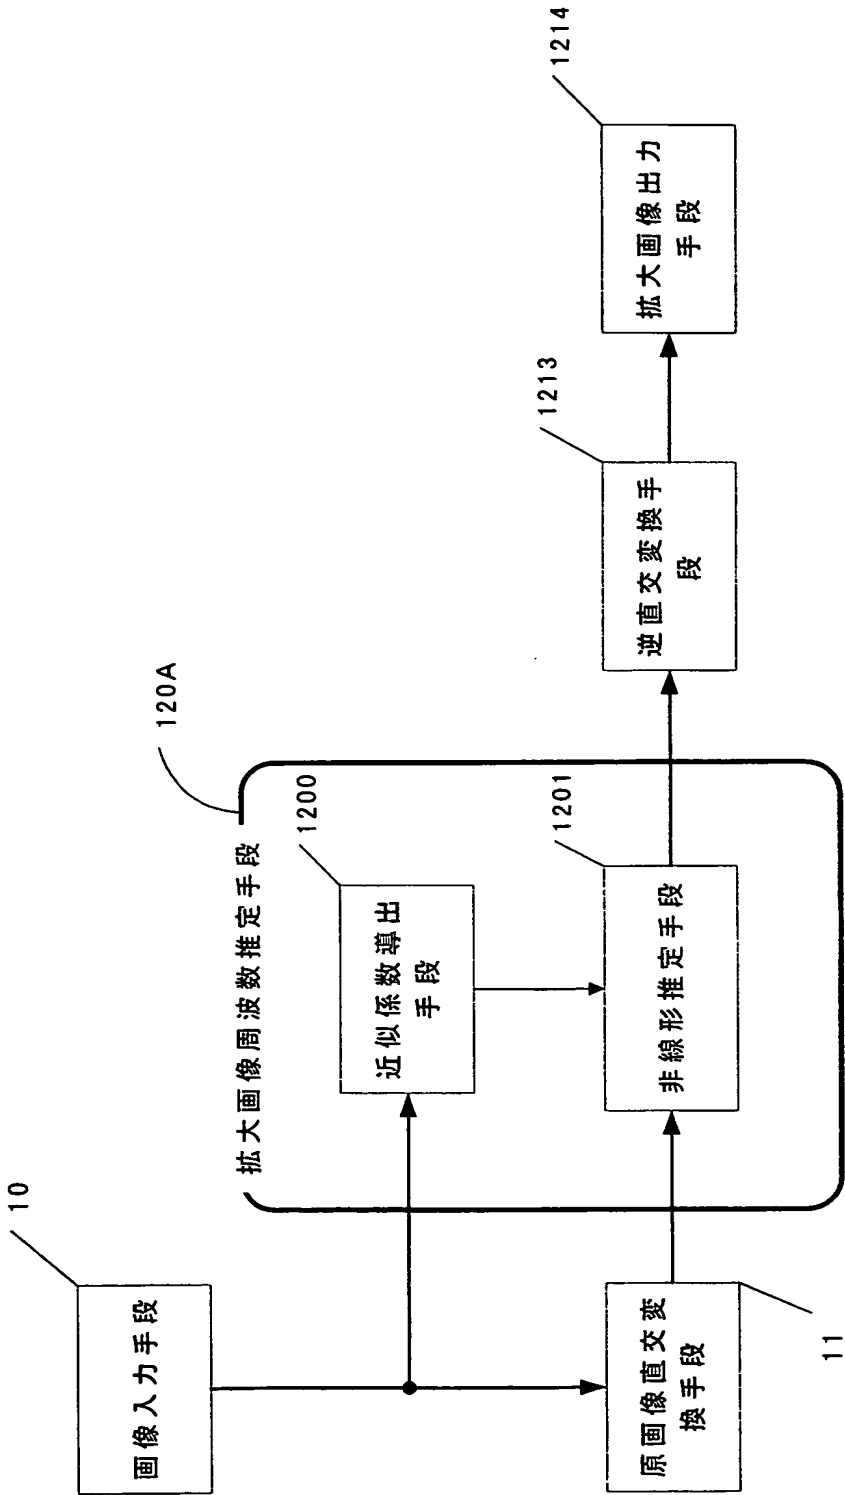 10
画像入力手段
拡大画像周波数推定手段
120A
1200
近似係数導出
手段
1201
非線形推定手段
11
原画像直交変
換手段
1213
逆直交変換手
段
1214
拡大画像出力
手段